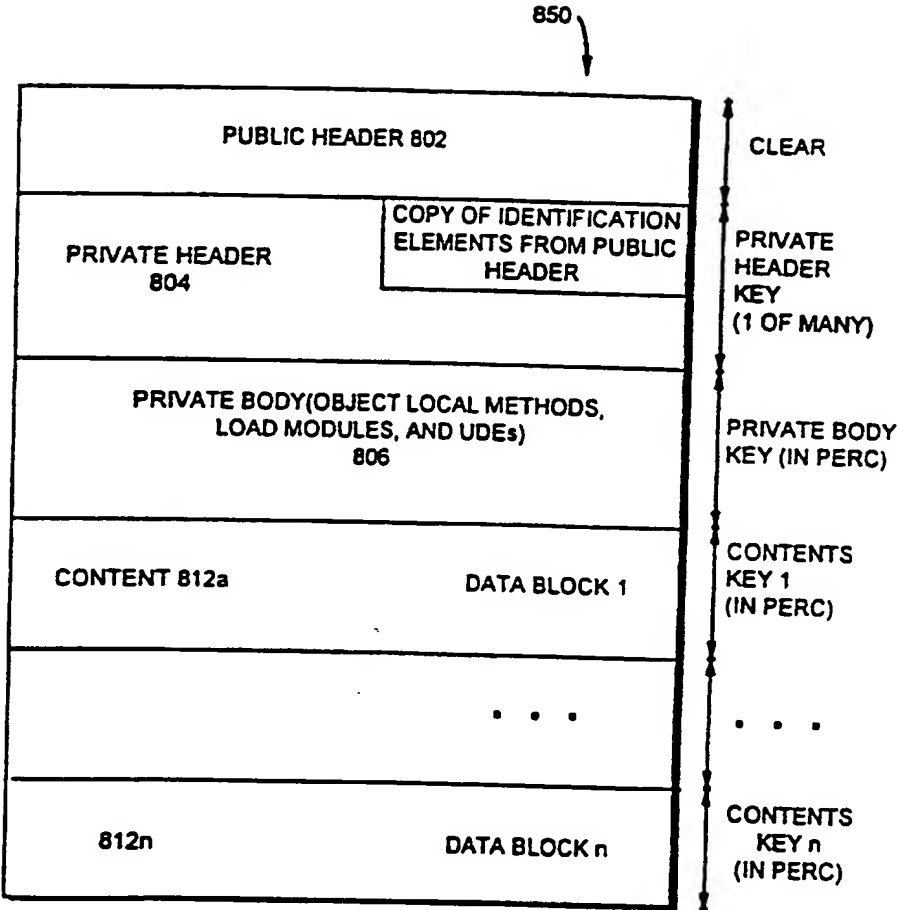 850
PUBLIC HEADER 802
CLEAR
PRIVATE HEADER
804
COPY OF IDENTIFICATION
ELEMENTS FROM PUBLIC
HEADER
PRIVATE
HEADER
KEY
(1 OF MANY)
PRIVATE BODY(OBJECT LOCAL METHODS,
LOAD MODULES, AND UDEs)
806
PRIVATE BODY
KEY (IN PERC)
CONTENT 812a
DATA BLOCK 1
CONTENTS
KEY 1
(IN PERC)
. . .
. . .
812n
DATA BLOCK n
CONTENTS
KEY n
(IN PERC)